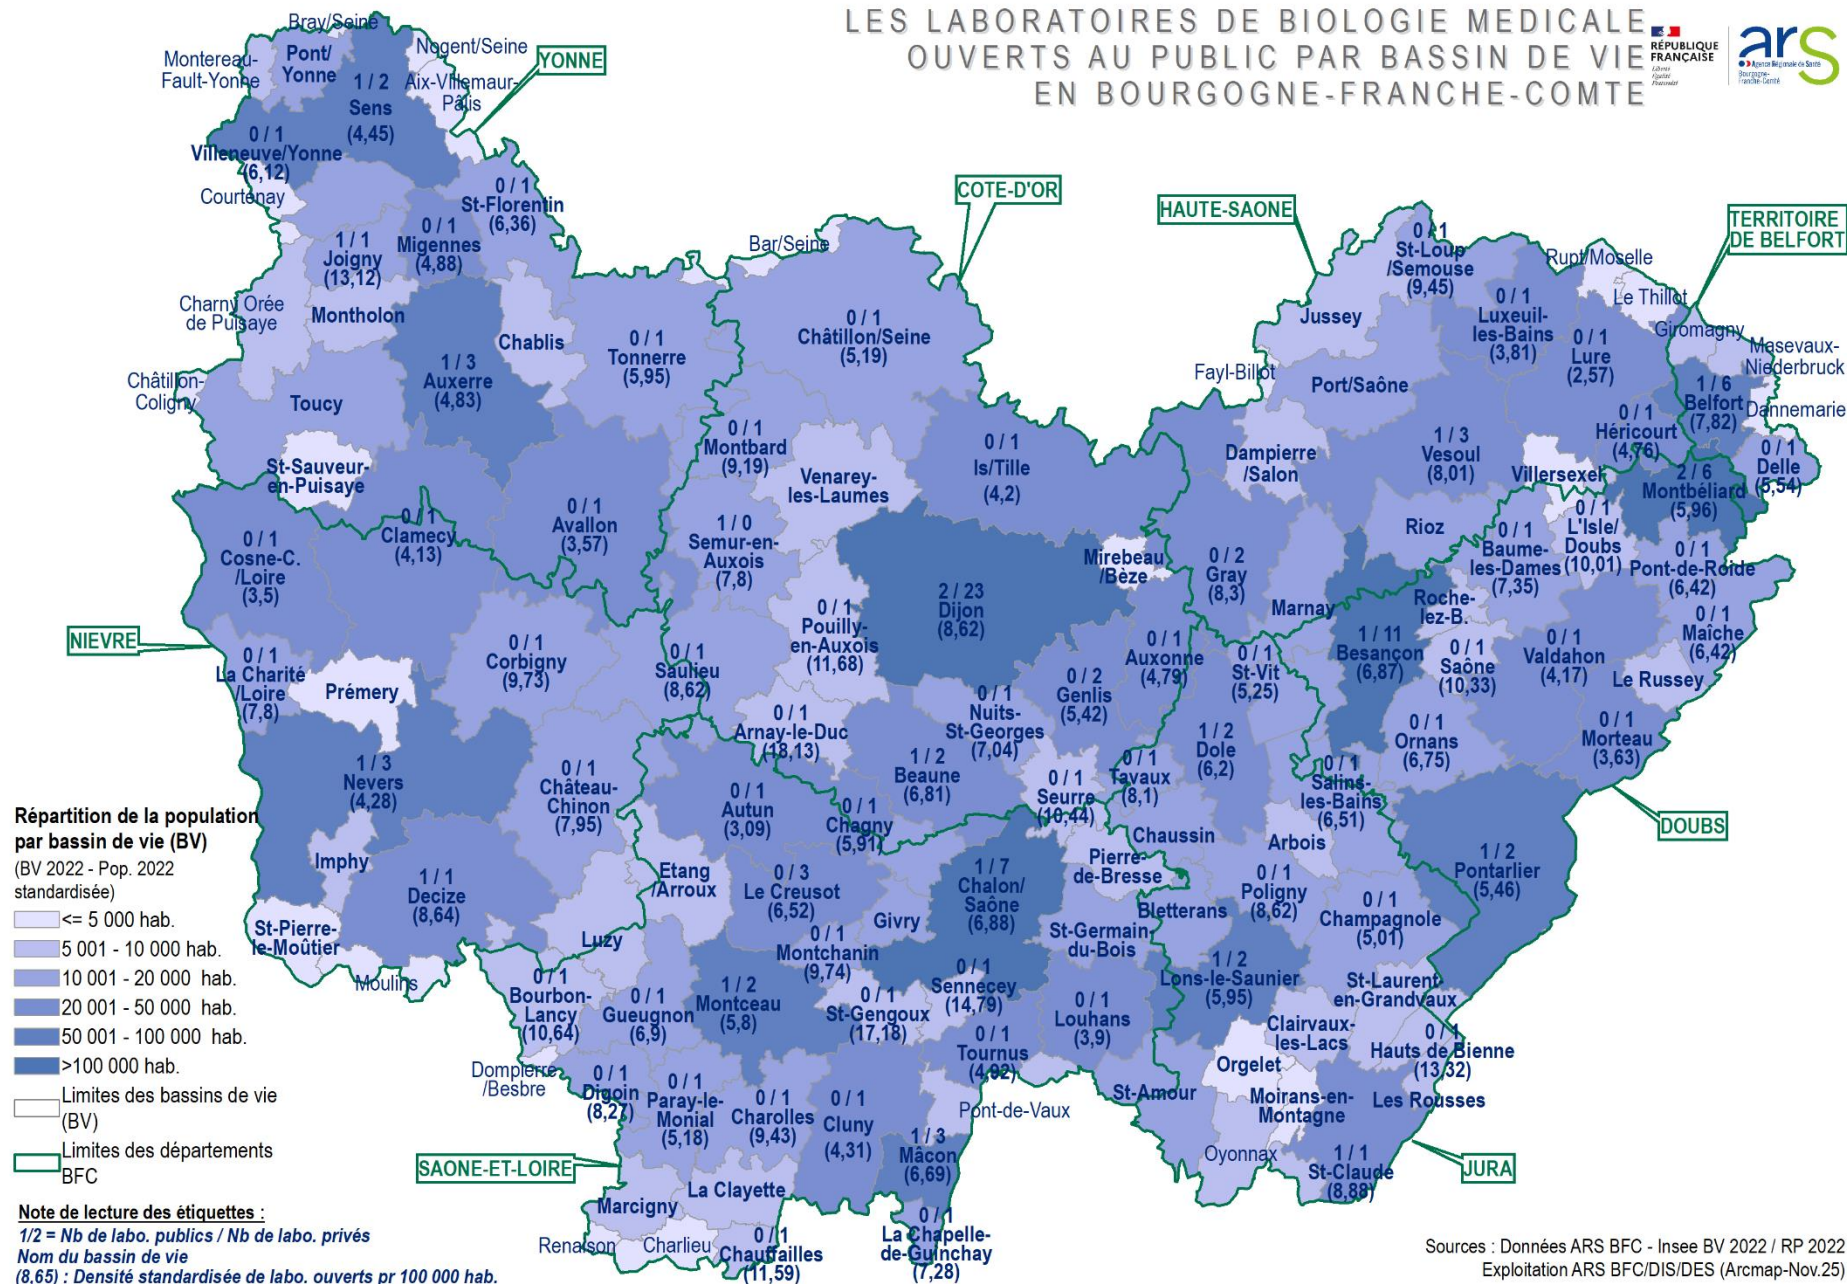 LES LABORATOIRES DE BIOLOGIE MEDICALE
OUVERTS AU PUBLIC PAR BASSIN DE VIE
EN BOURGOGNE-FRANCHE-COMTE
RÉPUBLIQUE
FRANÇAISE
Liberté
Égalité
Fraternité
ars
Agence Régionale de Santé
Bourgogne-
Franche-Comté
Bray/Seine
Montereau-
Fault-Yonne
Pont/
Yonne
Nogent/Seine
YONNE
Aix-Villemaur-
Pâlis
1 / 2
Sens
(4,45)
0 / 1
Villeneuve/Yonne
(6,12)
Courtenay
0 / 1
St-Florentin
(6,36)
0 / 1
Migennes
(4,88)
1 / 1
Joigny
(13,12)
Charny Orée
de Puisaye
Montholon
Chablis
1 / 3
Auxerre
(4,83)
0 / 1
Tonnerre
(5,95)
Châtillon-
Coligny
Toucy
St-Sauveur-
en-Puisaye
0 / 1
Avallon
(3,57)
COTE-D'OR
Bar/Seine
0 / 1
Châtillon/Seine
(5,19)
0 / 1
Montbard
(9,19)
Venarey-
les-Laumes
0 / 1
Is/Tille
(4,2)
1 / 0
Semur-en-
Auxois
(7,8)
Mirebeau
/Bèze
2 / 23
Dijon
(8,62)
0 / 1
Pouilly-
en-Auxois
(11,68)
0 / 1
Saulieu
(8,62)
0 / 1
Auxonne
(4,79)
0 / 2
Genlis
(5,42)
0 / 1
Nuits-
St-Georges
(7,04)
0 / 1
Arnay-le-Duc
(18,13)
1 / 2
Beaune
(6,81)
0 / 1
Seurre
(10,44)
HAUTE-SAONE
0 / 1
St-Loup
/Semouse
(9,45)
Rupt/Moselle
Le Thillot
Jussey
0 / 1
Luxeuil-
les-Bains
(3,81)
0 / 1
Lure
(2,57)
Fayl-Billot
Port/Saône
Dampierre
/Salon
1 / 3
Vesoul
(8,01)
Villersexel
0 / 1
Héricourt
(4,76)
0 / 2
Gray
(8,3)
Rioz
Marnay
TERRITOIRE
DE BELFORT
Giromagny
Masevaux-
Niederbruck
1 / 6
Belfort
(7,82)
Dannemarie
0 / 1
Delle
(5,54)
2 / 6
Montbéliard
(5,96)
0 / 1
L'Isle/
Doubs
(10,01)
0 / 1
Baume-
les-Dames
(7,35)
0 / 1
Pont-de-Roide
(6,42)
Roche-
lez-B.
1 / 11
Besançon
(6,87)
0 / 1
Saône
(10,33)
0 / 1
Valdahon
(4,17)
0 / 1
Maîche
(6,42)
Le Russey
0 / 1
St-Vit
(5,25)
0 / 1
Ornans
(6,75)
0 / 1
Morteau
(3,63)
1 / 2
Pontarlier
(5,46)
DOUBS
0 / 1
Clamecy
(4,13)
0 / 1
Cosne-C.
/Loire
(3,5)
NIEVRE
0 / 1
La Charité
/Loire
(7,8)
0 / 1
Corbigny
(9,73)
Prémery
1 / 3
Nevers
(4,28)
0 / 1
Château-
Chinon
(7,95)
Imphy
1 / 1
Decize
(8,64)
St-Pierre-
le-Moûtier
Luzy
Moulins
1 / 2
Dole
(6,2)
0 / 1
Tavaux
(8,1)
0 / 1
Salins-
les-Bains
(6,51)
Chaussin
Arbois
0 / 1
Poligny
(8,62)
0 / 1
Champagnole
(5,01)
Bletterans
1 / 2
Lons-le-Saunier
(5,95)
St-Laurent-
en-Grandvaux
Clairvaux-
les-Lacs
0 / 1
Hauts de Bienne
(13,32)
Orgelet
Moirans-en-
Montagne
Les Rousses
St-Amour
Oyonnax
1 / 1
St-Claude
(8,88)
JURA
0 / 1
Autun
(3,09)
0 / 1
Chagny
(5,91)
Etang
/Arroux
0 / 3
Le Creusot
(6,52)
Givry
1 / 7
Chalon/
Saône
(6,88)
Pierre-
de-Bresse
St-Germain-
du-Bois
0 / 1
Montchanin
(9,74)
0 / 1
Sennecey
(14,79)
0 / 1
Bourbon-
Lancy
(10,64)
0 / 1
Gueugnon
(6,9)
1 / 2
Montceau
(5,8)
0 / 1
St-Gengoux
(17,18)
0 / 1
Louhans
(3,9)
0 / 1
Tournus
(4,92)
Dompierre
/Besbre
0 / 1
Digoin
(8,27)
0 / 1
Paray-le-
Monial
(5,18)
0 / 1
Charolles
(9,43)
0 / 1
Cluny
(4,31)
Pont-de-Vaux
1 / 3
Mâcon
(6,69)
SAONE-ET-LOIRE
Marcigny
La Clayette
Renaison
Charlieu
0 / 1
Chauffailles
(11,59)
0 / 1
La Chapelle-
de-Guinchay
(7,28)
Répartition de la population
par bassin de vie (BV)
(BV 2022 - Pop. 2022
standardisée)
<= 5 000 hab.
5 001 - 10 000 hab.
10 001 - 20 000 hab.
20 001 - 50 000 hab.
50 001 - 100 000 hab.
>100 000 hab.
Limites des bassins de vie
(BV)
Limites des départements
BFC
Note de lecture des étiquettes :
1/2 = Nb de labo. publics / Nb de labo. privés
Nom du bassin de vie
(8,65) : Densité standardisée de labo. ouverts pr 100 000 hab.
Sources : Données ARS BFC - Insee BV 2022 / RP 2022
Exploitation ARS BFC/DIS/DES (Arcmap-Nov.25)